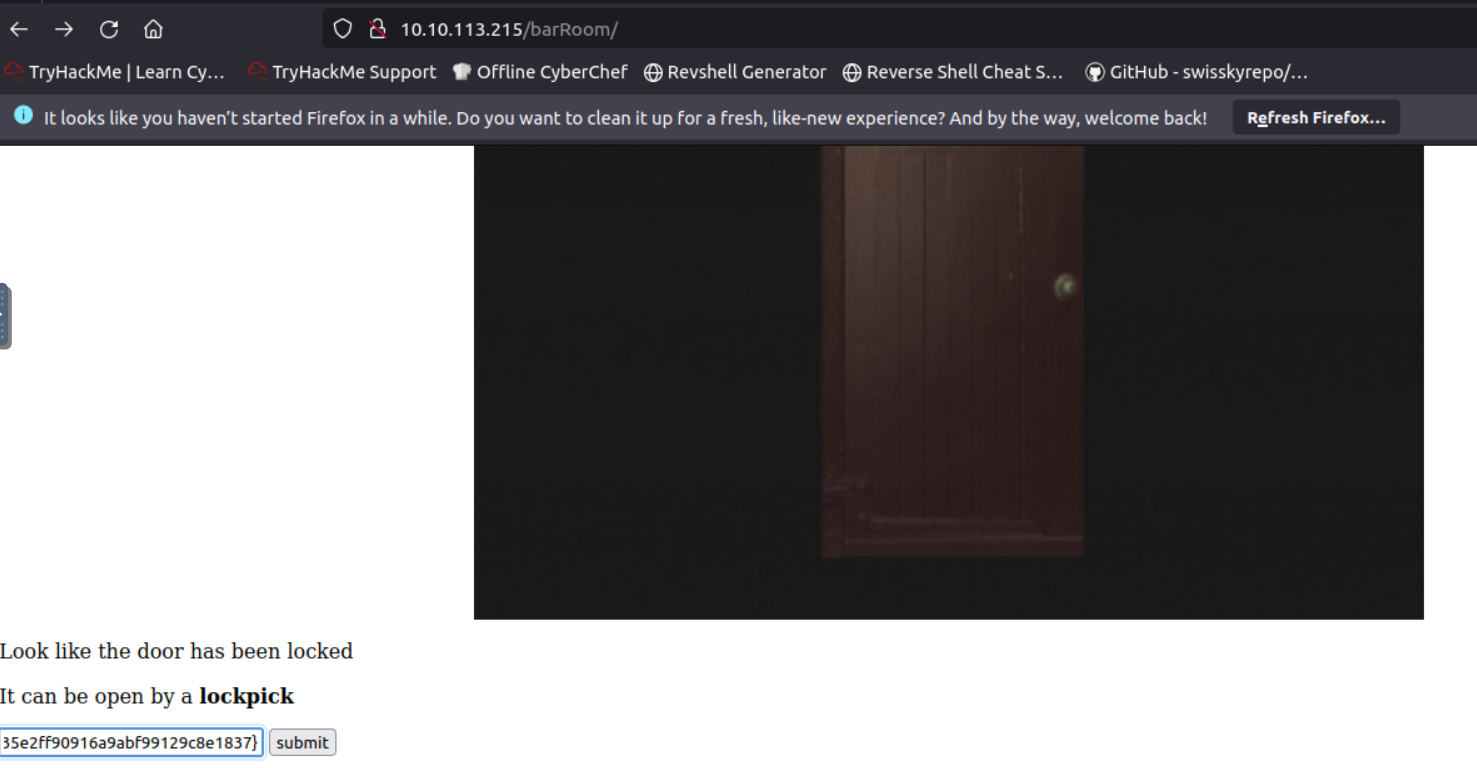 10.10.113.215/barRoom/
TryHackMe | Learn Cy... TryHackMe Support Offline CyberChef Revshell Generator Reverse Shell Cheat S... GitHub - swisskyrepo/...
It looks like you haven't started Firefox in a while. Do you want to clean it up for a fresh, like-new experience? And by the way, welcome back! Refresh Firefox...
Look like the door has been locked
It can be open by a lockpick
35e2ff90916a9abf99129c8e1837} submit